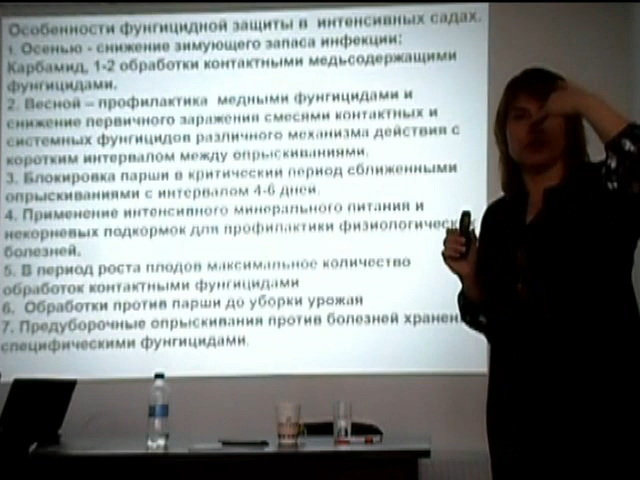 Особенности фунгицидной защиты в интенсивных садах.
1. Осенью - снижение зимующего запаса инфекции:
Карбамид, 1-2 обработки контактными медьсодержащими
фунгицидами.
2. Весной – профилактика медными фунгицидами и
снижение первичного заражения смесями контактных и
системных фунгицидов различного механизма действия с
коротким интервалом между опрыскиваниями.
3. Блокировка парши в критический период сближенными
опрыскиваниями с интервалом 4-6 дней.
4. Применение интенсивного минерального питания и
некорневых подкормок для профилактики физиологическ
болезней.
5. В период роста плодов максимальное количество
обработок контактными фунгицидами
6. Обработки против парши до уборки урожая
7. Предуборочные опрыскивания против болезней хранен
специфическими фунгицидами.